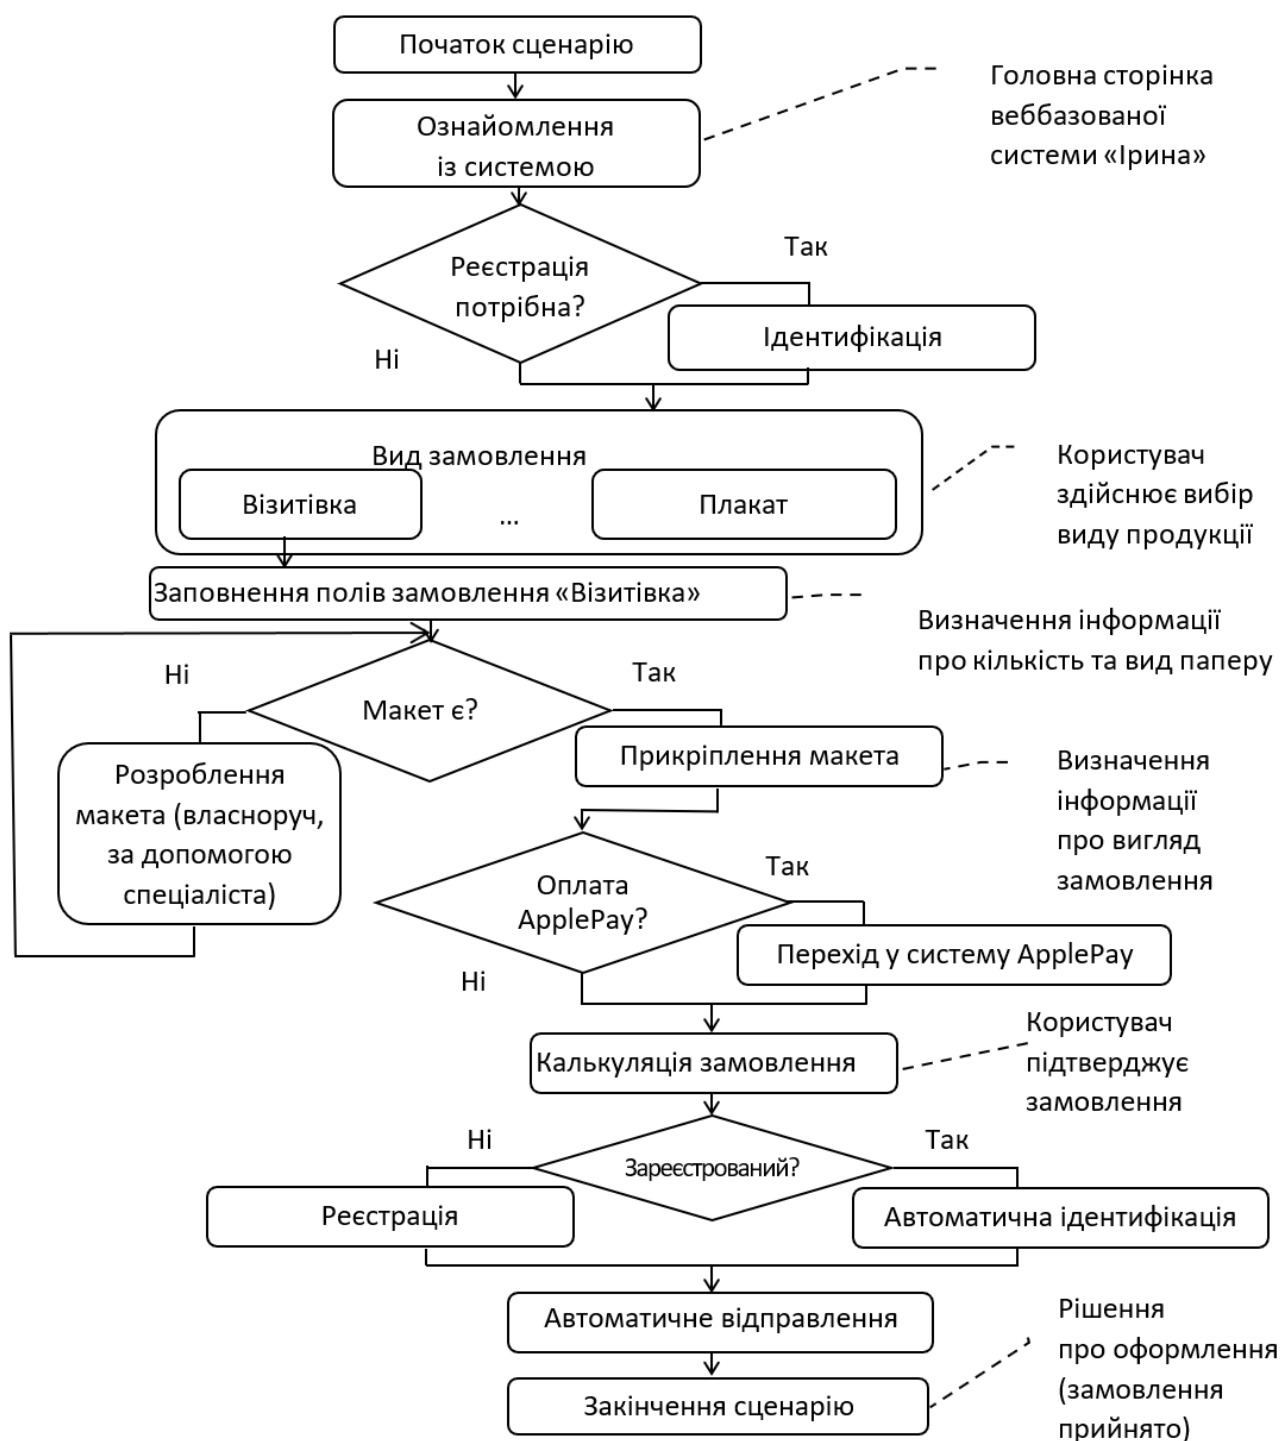 Початок сценарію
Ознайомлення
із системою
Головна сторінка
веббазованої
системи «Ірина»
Реєстрація
потрібна?
Так
Ідентифікація
Ні
Вид замовлення
Візитівка
...
Плакат
Користувач
здійснює вибір
виду продукції
Заповнення полів замовлення «Візитівка»
Визначення інформації
про кількість та вид паперу
Ні
Макет є?
Так
Розроблення
макета (власноруч,
за допомогою
спеціаліста)
Прикріплення макета
Визначення
інформації
про вигляд
замовлення
Оплата
ApplePay?
Так
Перехід у систему ApplePay
Ні
Калькуляція замовлення
Користувач
підтверджує
замовлення
Ні
Зареєстрований?
Так
Реєстрація
Автоматична ідентифікація
Автоматичне відправлення
Закінчення сценарію
Рішення
про оформлення
(замовлення
прийнято)